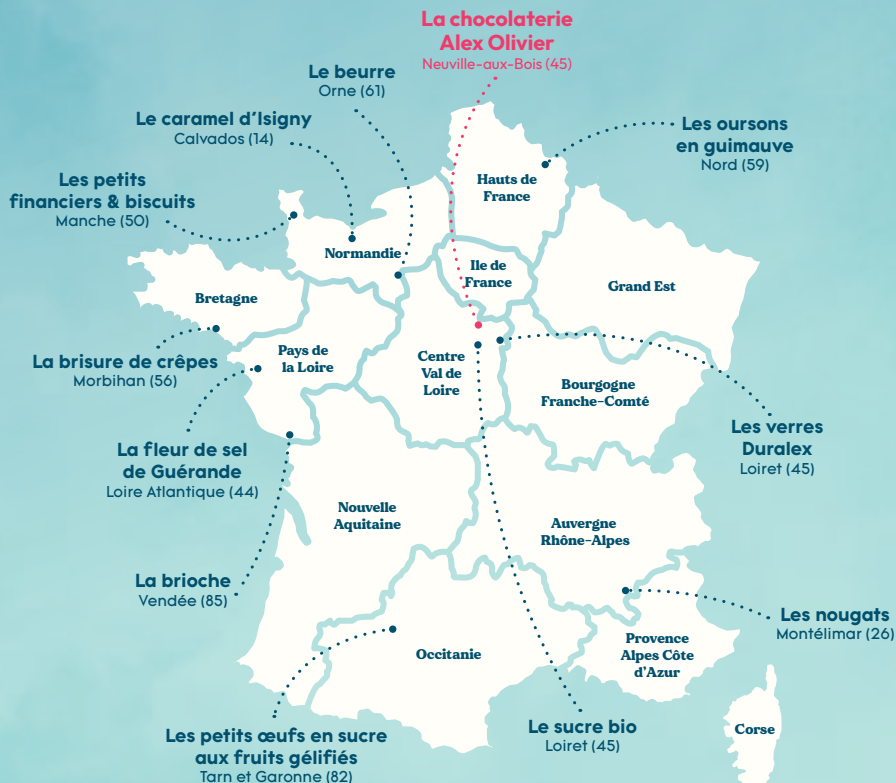 La chocolaterie
Alex Olivier
Neuville-aux-Bois (45)
Le beurre
Orne (61)
Le caramel d'Isigny
Calvados (14)
Les oursons
en guimauve
Nord (59)
Les petits
financiers & biscuits
Manche (50)
Hauts de
France
Normandie
Ile de
France
Grand Est
Bretagne
La brisure de crêpes
Morbihan (56)
Pays de
la Loire
Centre
Val de
Loire
Bourgogne
Franche-Comté
Les verres
Duralex
Loiret (45)
La fleur de sel
de Guérande
Loire Atlantique (44)
Nouvelle
Aquitaine
Auvergne
Rhône-Alpes
La brioche
Vendée (85)
Les nougats
Montélimar (26)
Occitanie
Provence
Alpes Côte
d'Azur
Corse
Le sucre bio
Loiret (45)
Les petits œufs en sucre
aux fruits gélifiés
Tarn et Garonne (82)